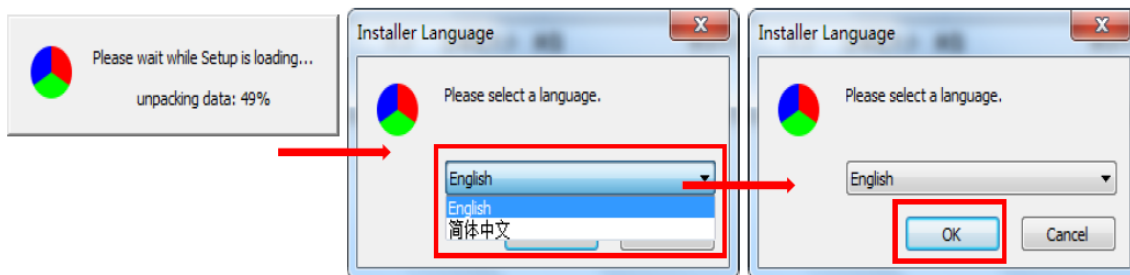 Please wait while Setup is loading...
unpacking data: 49%
Installer Language
Please select a language.
English
English
简体中文
Installer Language
Please select a language.
English
OK
Cancel